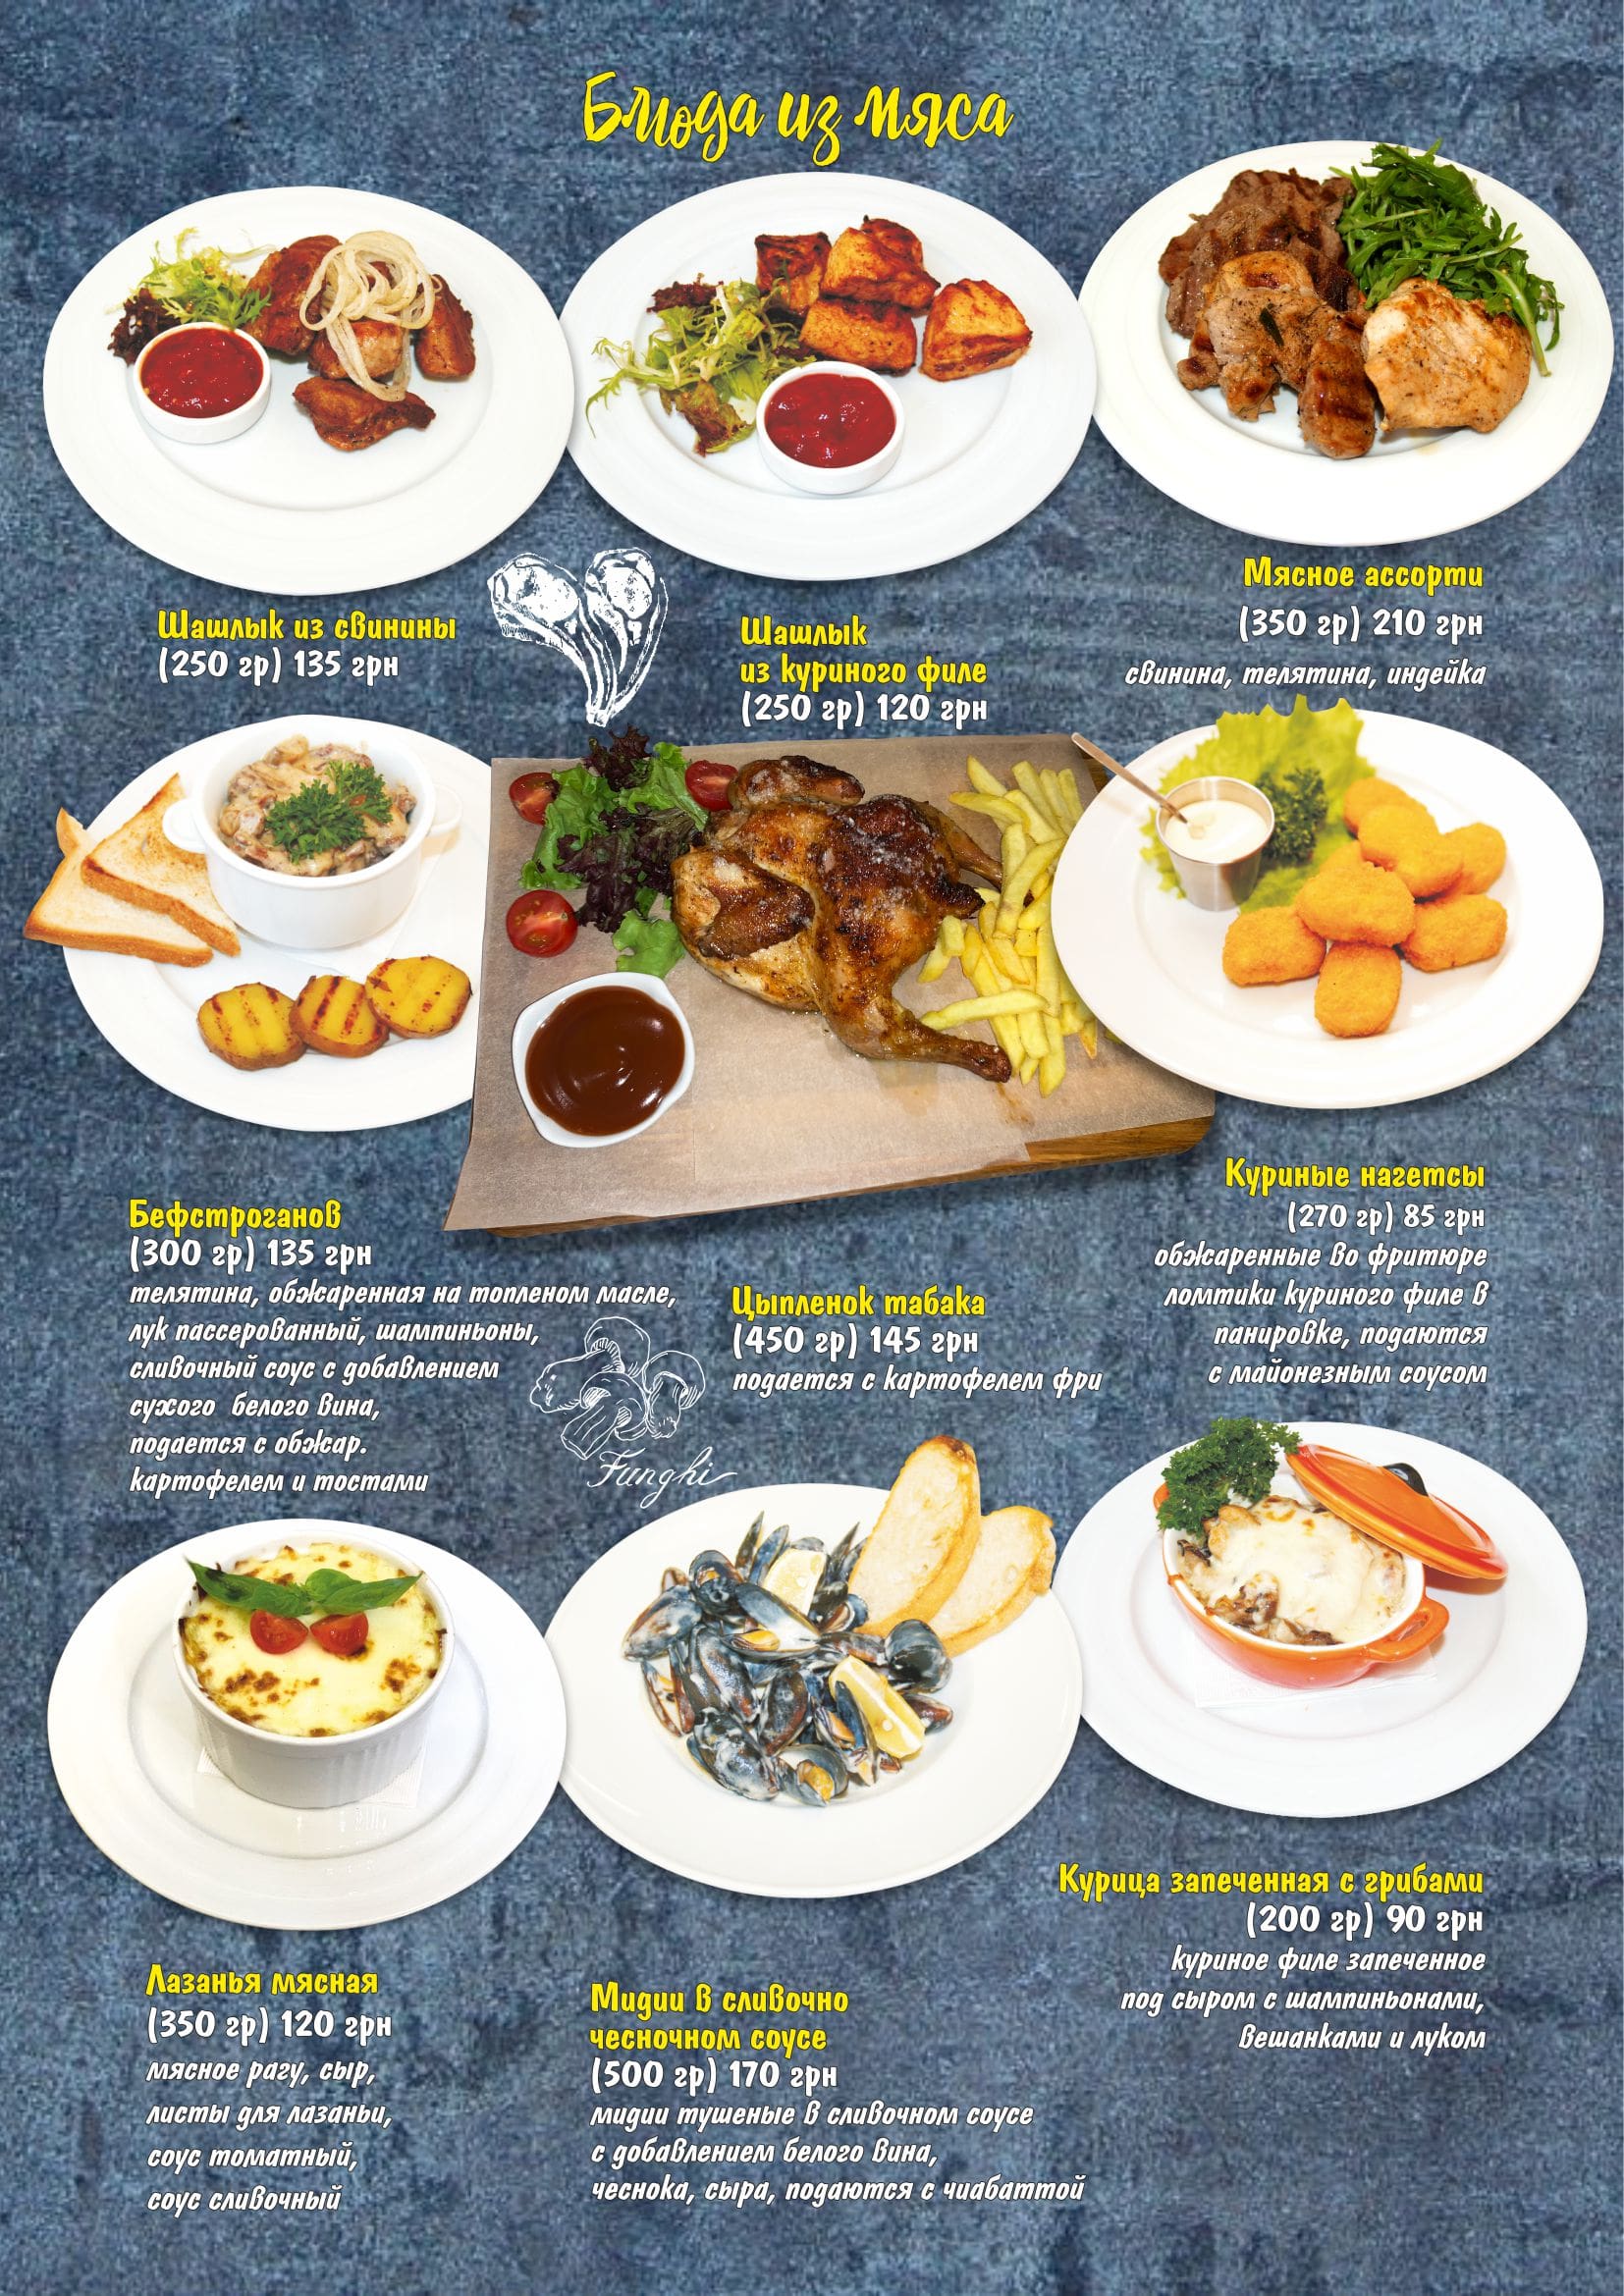 Блюда из мяса
Шашлык из свинины
(250 гр) 135 грн
Шашлык
из куриного филе
(250 гр) 120 грн
Мясное ассорти
(350 гр) 210 грн
свинина, телятина, индейка
Бефстроганов
(300 гр) 135 грн
телятина, обжаренная на топленом масле,
лук пассерованный, шампиньоны,
сливочный соус с добавлением
сухого белого вина,
подается с обжар.
картофелем и тостами
Funghi
Цыпленок табака
(450 гр) 145 грн
подается с картофелем фри
Куриные нагетсы
(270 гр) 85 грн
обжаренные во фритюре
ломтики куриного филе в
панировке, подаются
с майонезным соусом
Лазанья мясная
(350 гр) 120 грн
мясное рагу, сыр,
листы для лазаньи,
соус томатный,
соус сливочный
Мидии в сливочно
чесночном соусе
(500 гр) 170 грн
мидии тушеные в сливочном соусе
с добавлением белого вина,
чеснока, сыра, подаются с чиабаттой
Курица запеченная с грибами
(200 гр) 90 грн
куриное филе запеченное
под сыром с шампиньонами,
вешанками и луком